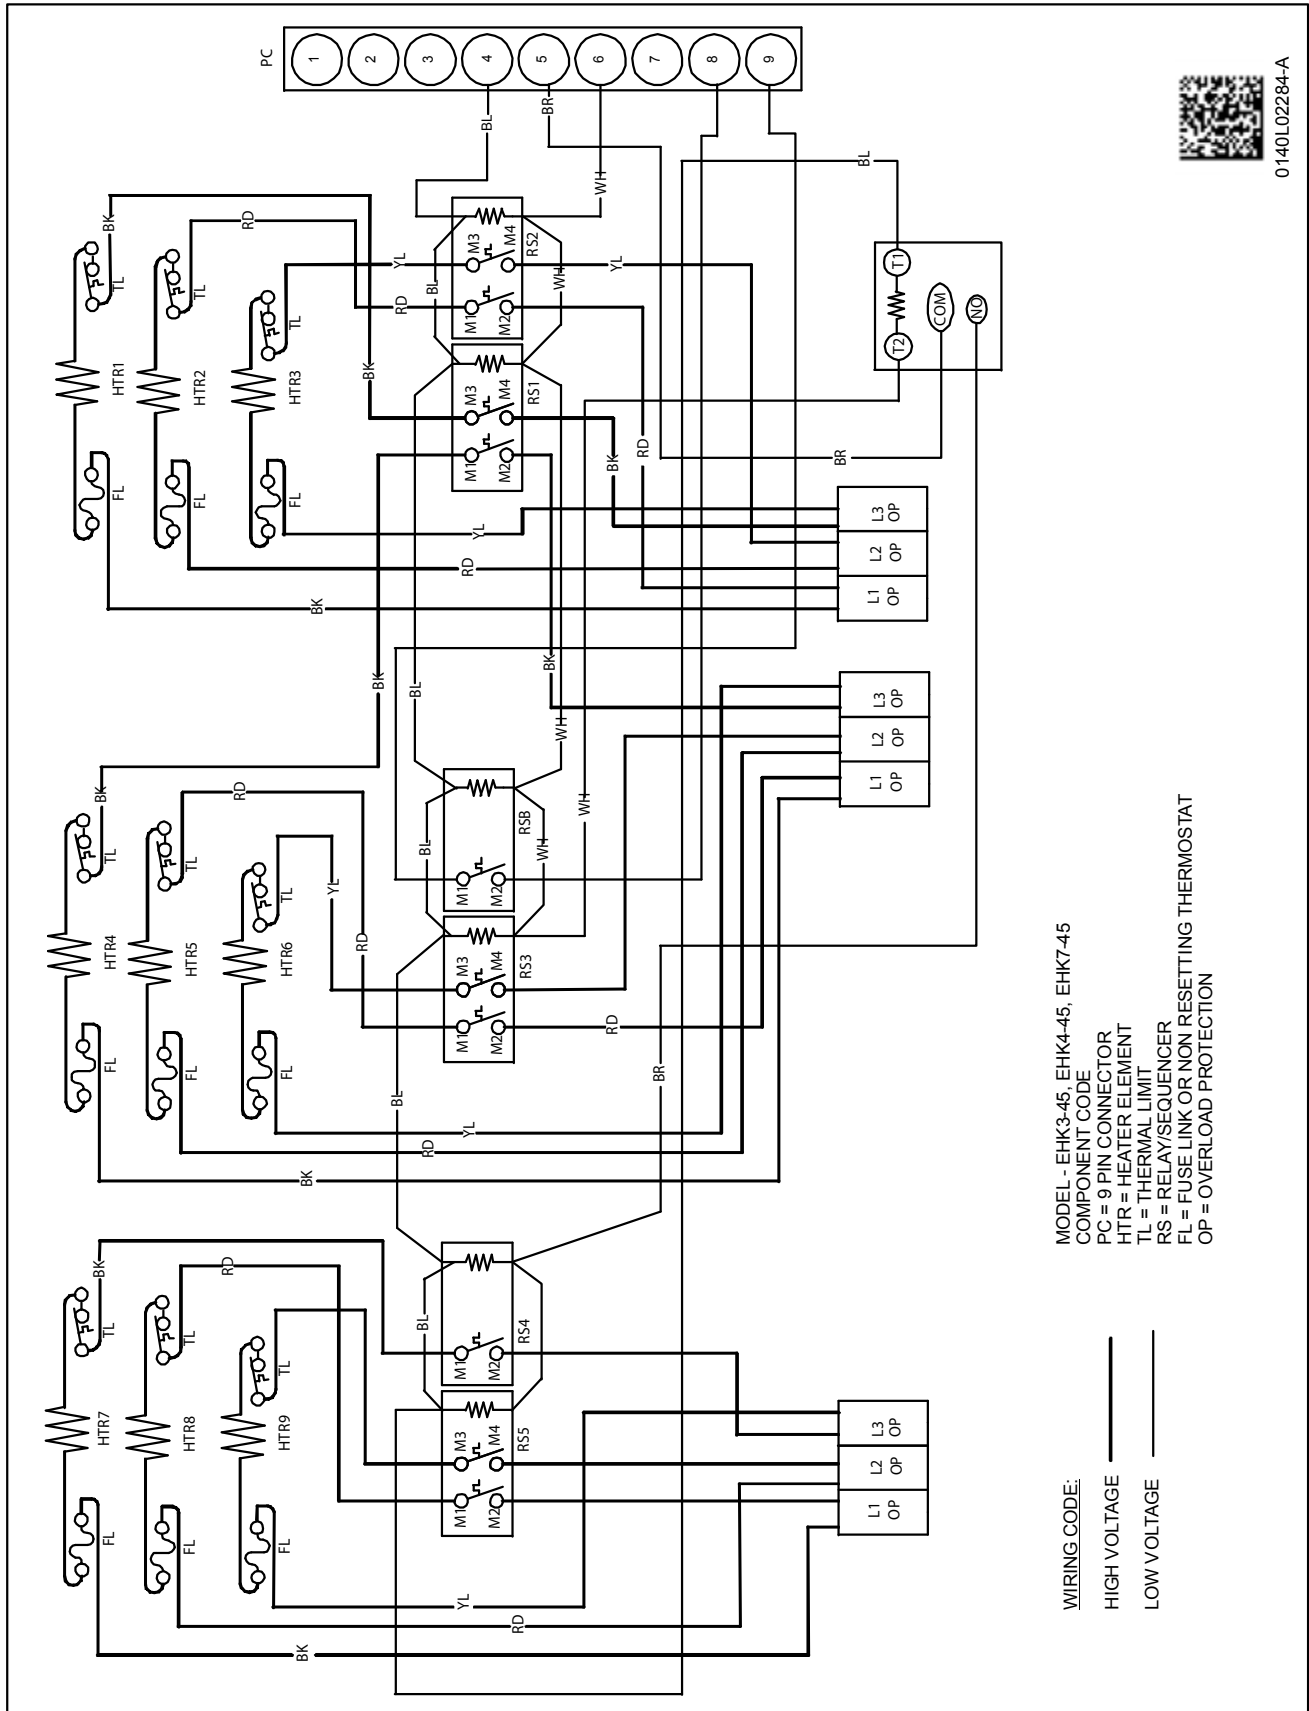 PC
1
2
3
4
5
6
7
8
9
HTR1
FL
TL
BK
BK
HTR2
FL
TL
RD
RD
HTR3
FL
TL
YL
YL
BK
RD
YL
BL
BR
WH
M3
M4
M1
M2
RS2
BL
WH
M3
M4
M1
M2
RS1
RD
YL
BK
RD
BK
BL
WH
BK
BK
WH
BL
T2
T1
COM
NO
BR
L1
OP
L2
OP
L3
OP
HTR4
FL
TL
BK
BK
HTR5
FL
TL
RD
RD
HTR6
FL
TL
YL
YL
RD
BL
WH
M1
M2
RSB
M3
M4
M1
M2
RS3
RD
BL
BR
L1
OP
L2
OP
L3
OP
HTR7
FL
TL
BK
BK
HTR8
FL
TL
RD
RD
HTR9
FL
TL
YL
BL
M1
M2
RS4
M3
M4
M1
M2
RS5
L1
OP
L2
OP
L3
OP
WIRING CODE:
HIGH VOLTAGE
LOW VOLTAGE
MODEL - EHK3-45, EHK4-45, EHK7-45
COMPONENT CODE
PC = 9 PIN CONNECTOR
HTR = HEATER ELEMENT
TL = THERMAL LIMIT
RS = RELAY/SEQUENCER
FL = FUSE LINK OR NON RESETTING THERMOSTAT
OP = OVERLOAD PROTECTION
0140L02284-A